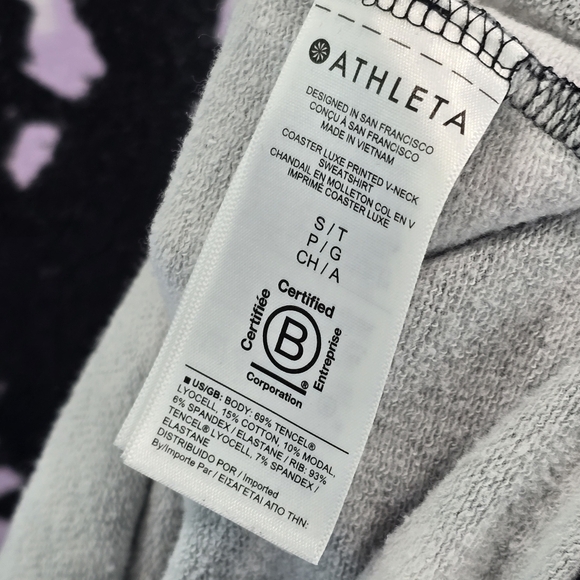 ATHLETA
DESIGNED IN SAN FRANCISCO
CONÇU À SAN FRANCISCO
MADE IN VIETNAM
COASTER LUXE PRINTED V-NECK
SWEATSHIRT
CHANDAIL EN MOLLETON COL EN V
IMPRIMÉ COASTER LUXE
S / T
P / G
CH / A
Certified
Certifiée
B
Entreprise
®
Corporation
US/GB: BODY: 69% TENCEL®
LYOCELL, 15% COTTON, 10% MODAL,
6% SPANDEX / ELASTANE / RIB: 93%
TENCEL® LYOCELL, 7% SPANDEX /
ELASTANE
DISTRIBUIDO POR / Imported
By/Importe Par / ΕΙΣΑΓΕΤΑΙ ΑΠΟ ΤΗΝ: